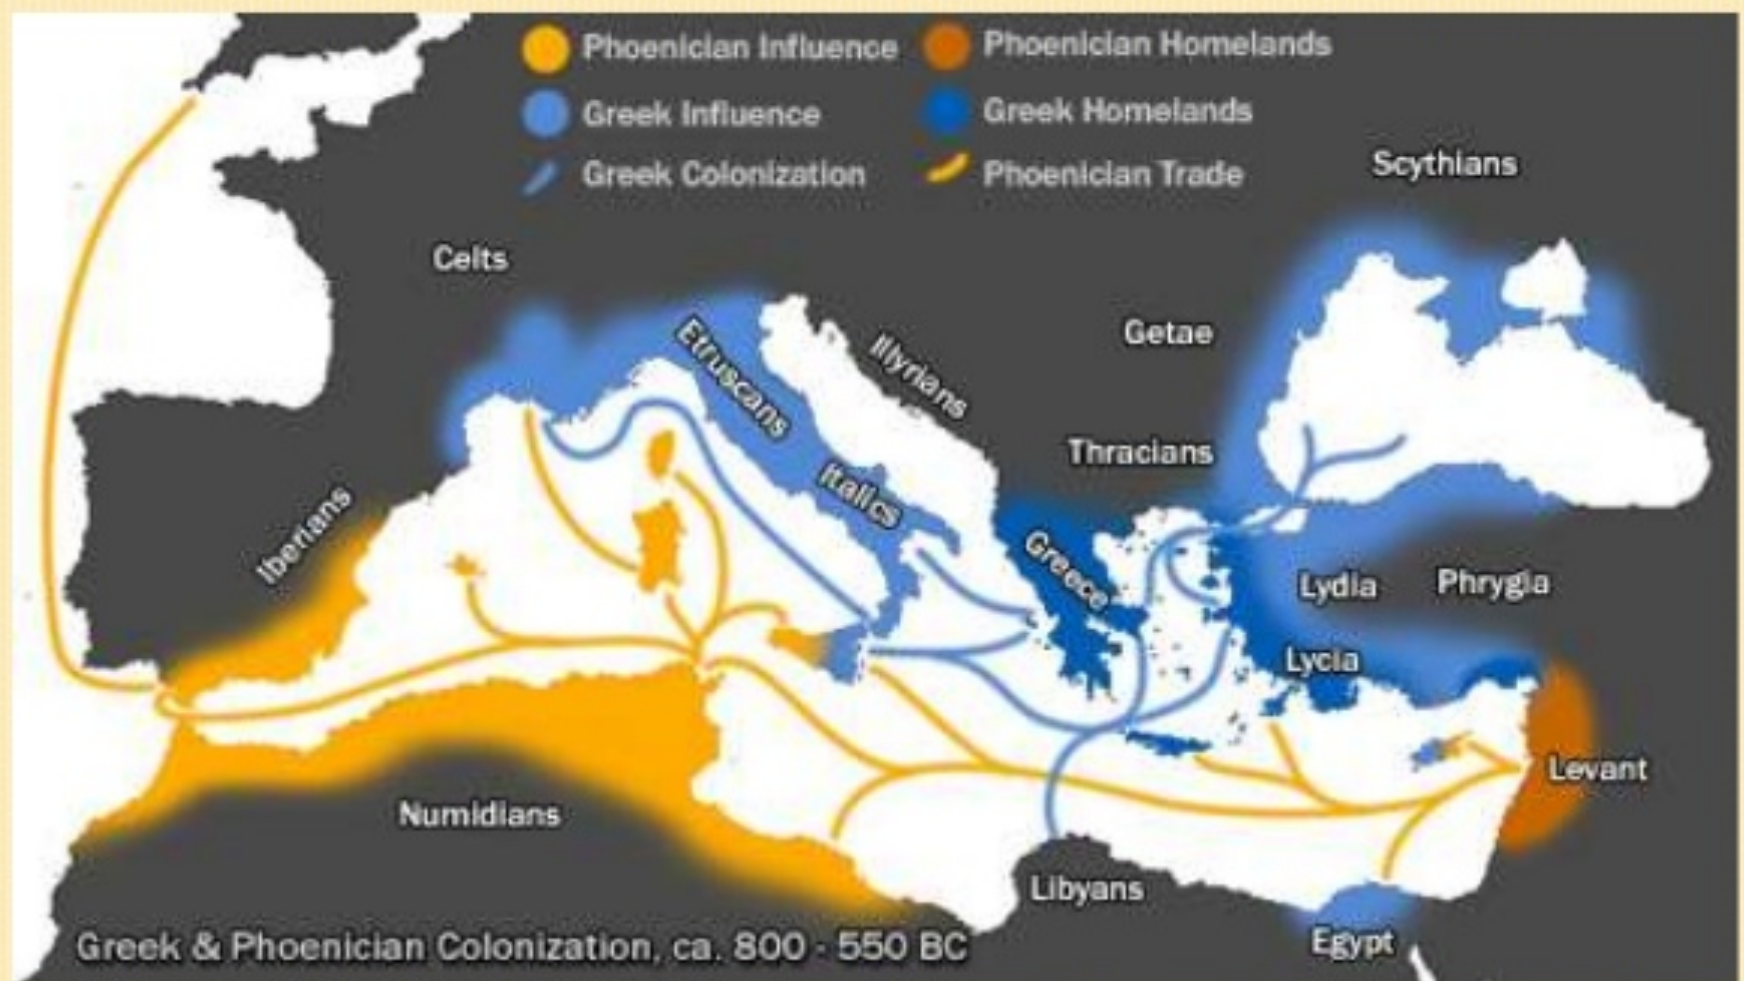 Phoenician Influence
Phoenician Homelands
Greek Influence
Greek Homelands
Greek Colonization
Phoenician Trade
Scythians
Celts
Getae
Illyrians
Etruscans
Thracians
Italics
Iberians
Greece
Lydia
Phrygia
Lycia
Levant
Numidians
Libyans
Egypt
Greek & Phoenician Colonization, ca. 800 - 550 BC